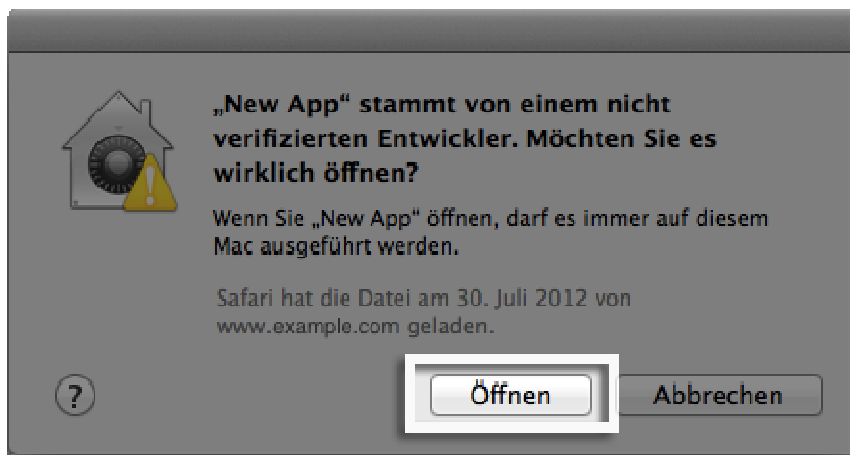 „New App“ stammt von einem nicht
verifizierten Entwickler. Möchten Sie es
wirklich öffnen?
Wenn Sie „New App“ öffnen, darf es immer auf diesem
Mac ausgeführt werden.
Safari hat die Datei am 30. Juli 2012 von
www.example.com geladen.
?
Öffnen
Abbrechen